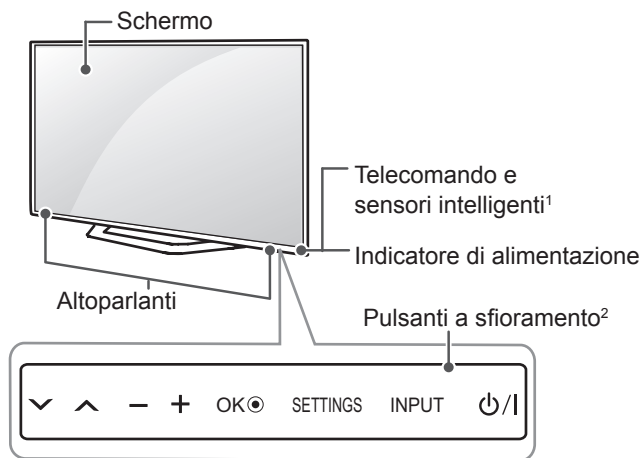 Schermo
Telecomando e
sensori intelligenti¹
Indicatore di alimentazione
Altoparlanti
Pulsanti a sfioramento²
OK◉ SETTINGS INPUT ⏻/I